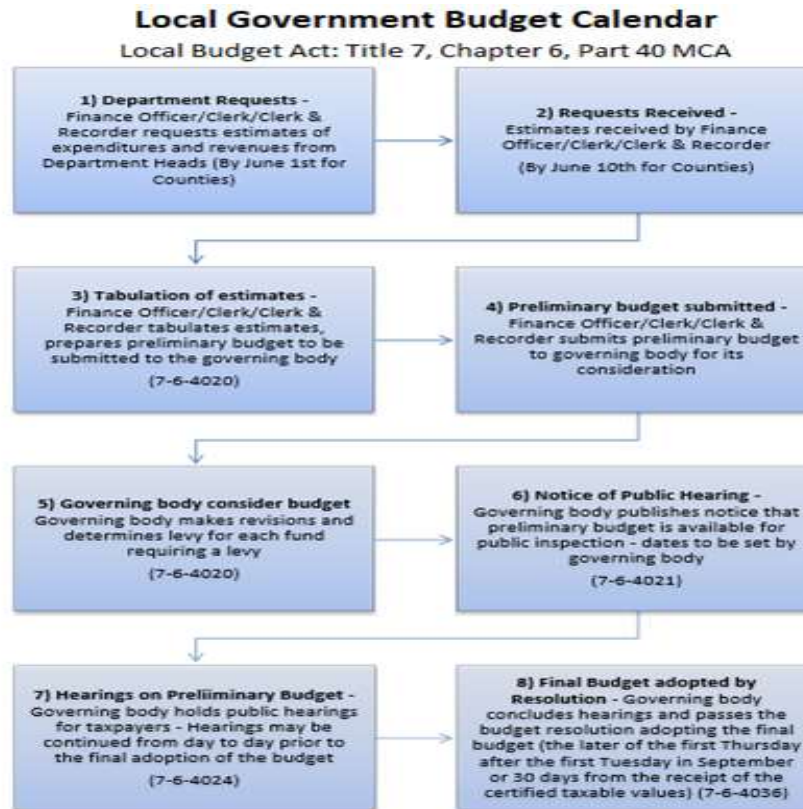 Local Government Budget Calendar
Local Budget Act: Title 7, Chapter 6, Part 40 MCA
1) Department Requests -
Finance Officer/Clerk/Clerk &
Recorder requests estimates of
expenditures and revenues from
Department Heads (By June 1st for
Counties)
2) Requests Received -
Estimates received by Finance
Officer/Clerk/Clerk & Recorder
(By June 10th for Counties)
3) Tabulation of estimates -
Finance Officer/Clerk/Clerk &
Recorder tabulates estimates,
prepares preliminary budget to be
submitted to the governing body
(7-6-4020)
4) Preliminary budget submitted -
Finance Officer/Clerk/Clerk &
Recorder submits preliminary budget
to governing body for its
consideration
5) Governing body consider budget
Governing body makes revisions and
determines levy for each fund
requiring a levy
(7-6-4020)
6) Notice of Public Hearing -
Governing body publishes notice that
preliminary budget is available for
public inspection - dates to be set by
governing body
(7-6-4021)
7) Hearings on Preliiminary Budget -
Governing body holds public hearings
for taxpayers - Hearings may be
continued from day to day prior to
the final adoption of the budget
(7-6-4024)
8) Final Budget adopted by
Resolution - Governing body
concludes hearings and passes the
budget resolution adopting the final
budget (the later of the first Thursday
after the first Tuesday in September
or 30 days from the receipt of the
certified taxable values) (7-6-4036)